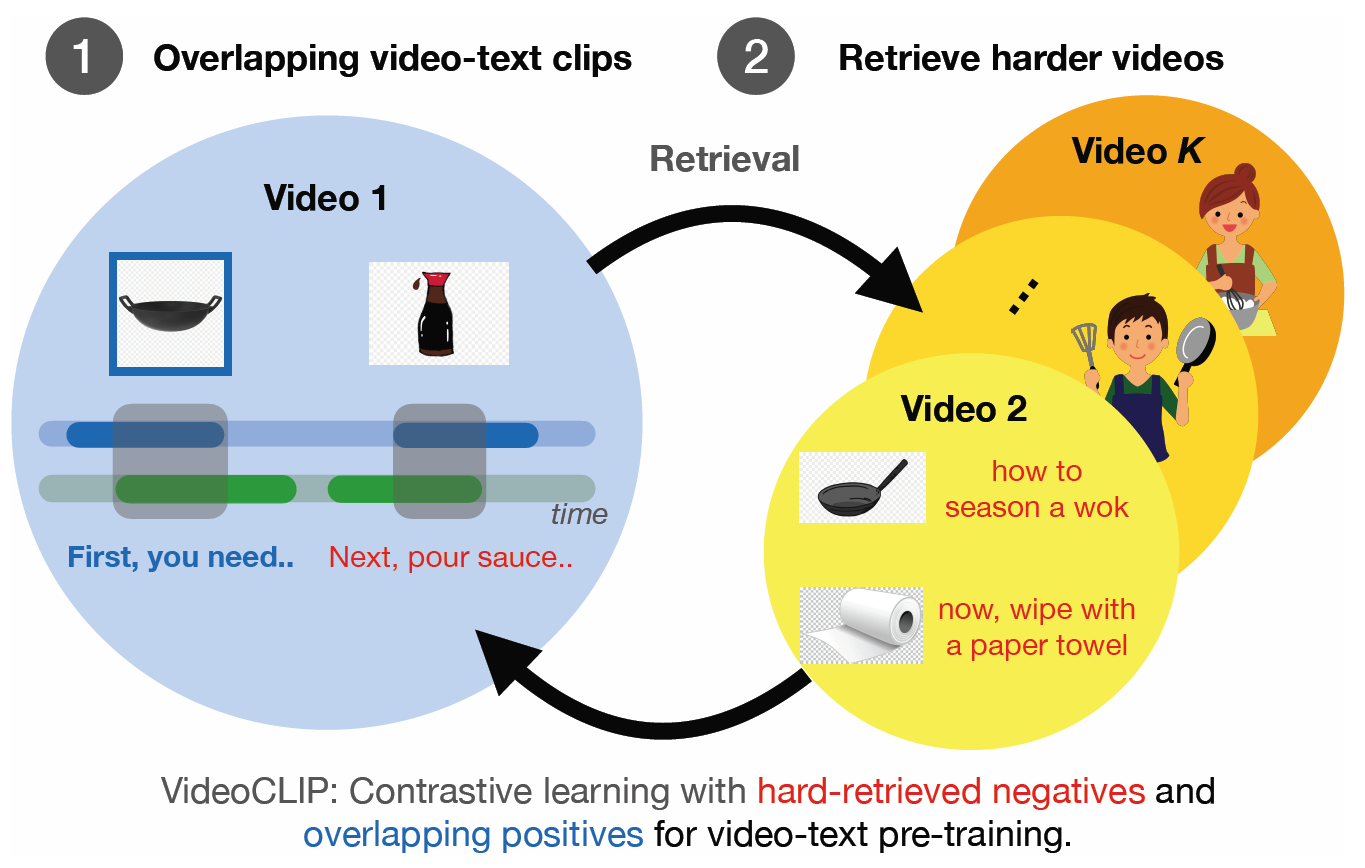 1 Overlapping video-text clips
2 Retrieve harder videos
Retrieval
Video 1
time
First, you need..
Next, pour sauce..
Video K
Video 2
how to
season a wok
now, wipe with
a paper towel
VideoCLIP: Contrastive learning with hard-retrieved negatives and
overlapping positives for video-text pre-training.